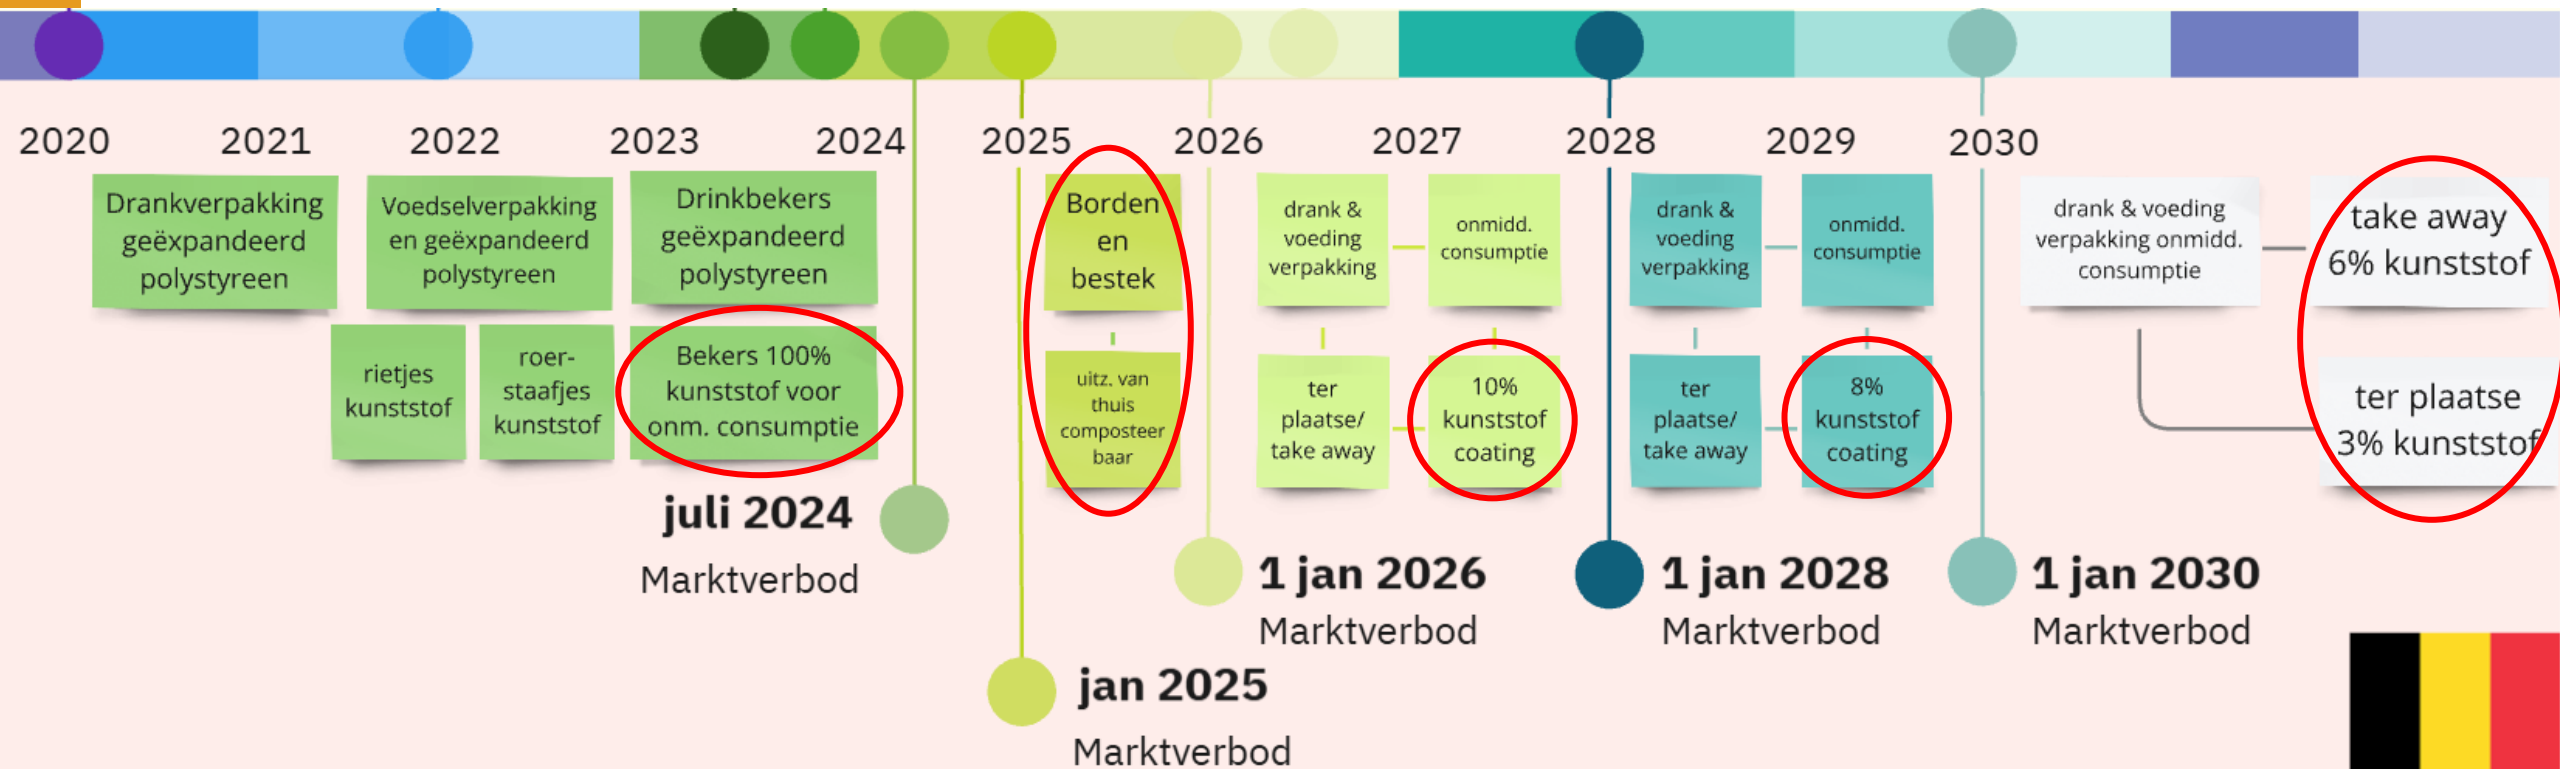 2020 2021 2022 2023 2024 2025 2026 2027 2028 2029 2030
Drankverpakking
geëxpandeerd
polystyreen
Voedselverpakking
en geëxpandeerd
polystyreen
Drinkbekers
geëxpandeerd
polystyreen
rietjes
kunststof
roer-
staafjes
kunststof
Bekers 100%
kunststof voor
onm. consumptie
juli 2024
Marktverbod
Borden
en
bestek
uitz. van
thuis
composteer
baar
jan 2025
Marktverbod
drank &
voeding
verpakking
onmidd.
consumptie
ter
plaatse/
take away
10%
kunststof
coating
1 jan 2026
Marktverbod
drank &
voeding
verpakking
onmidd.
consumptie
ter
plaatse/
take away
8%
kunststof
coating
1 jan 2028
Marktverbod
drank & voeding
verpakking onmidd.
consumptie
take away
6% kunststof
ter plaatse
3% kunststof
1 jan 2030
Marktverbod